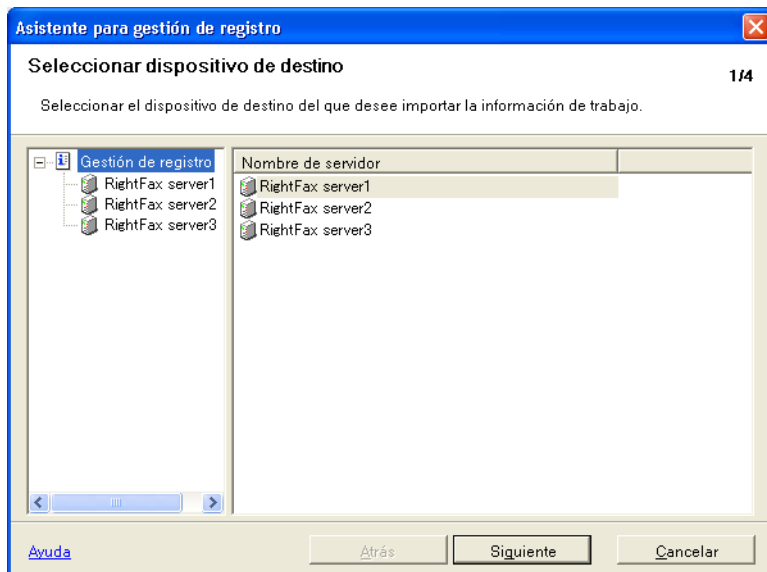 Asistente para gestión de registro
Seleccionar dispositivo de destino
1/4
Seleccionar el dispositivo de destino del que desee importar la información de trabajo.
Gestión de registro
RightFax server1
RightFax server2
RightFax server3
Nombre de servidor
RightFax server1
RightFax server2
RightFax server3
Ayuda
Atrás
Siguiente
Cancelar